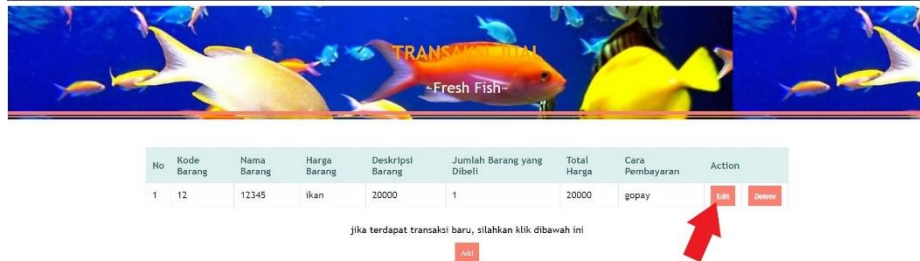 TRANSAKSI JUAL
~Fresh Fish~
No Kode Barang Nama Barang Harga Barang Deskripsi Barang Jumlah Barang yang Dibeli Total Harga Cara Pembayaran Action
1 12 12345 ikan 20000 1 20000 gopay Edit Delete
jika terdapat transaksi baru, silahkan klik dibawah ini
Add